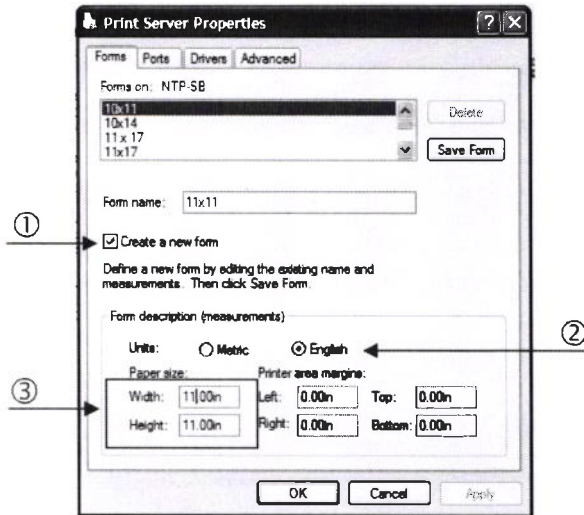 Print Server Properties
Forms Ports Drivers Advanced
Forms on: NTP-SB
10x11
10x14
11 x 17
11x17
Delete
Save Form
Form name: 11x11
① Create a new form
Define a new form by editing the existing name and
measurements. Then click Save Form.
Form description (measurements)
Units: Metric English ②
Paper size: Printer area margins:
③ Width: 11.00in Left: 0.00in Top: 0.00in
Height: 11.00in Right: 0.00in Bottom: 0.00in
OK Cancel Apply